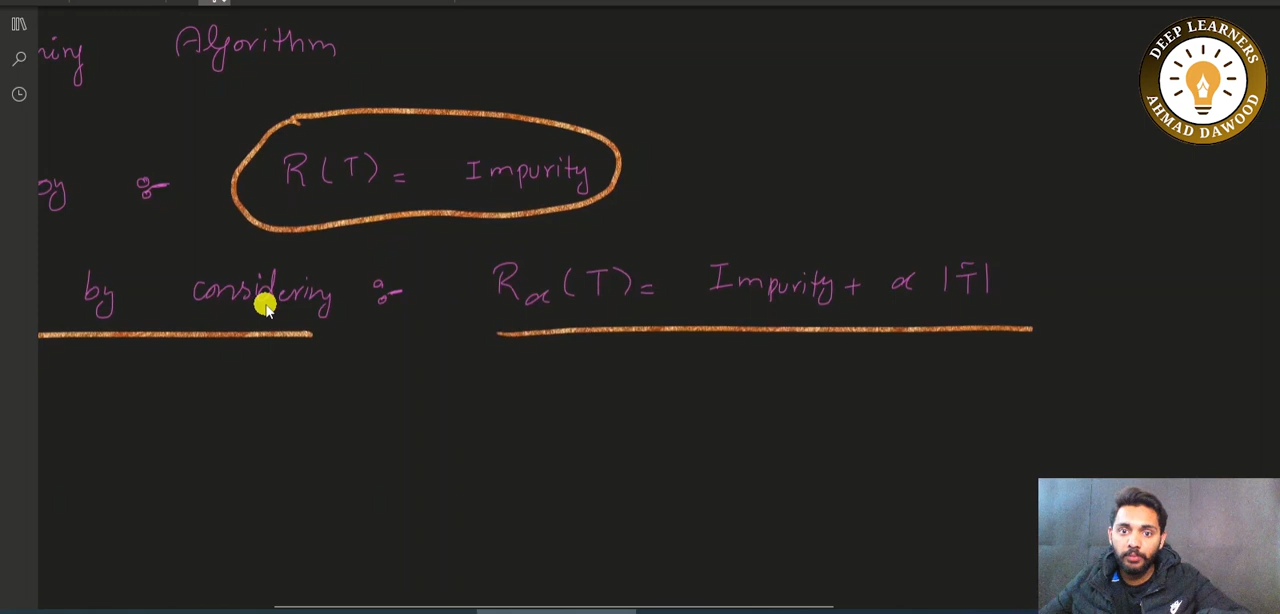 Algorithm
R(T) = Impurity
by considering :- Rα(T) = Impurity + α |T̃|
DEEP LEARNERS
AHMAD DAWOOD